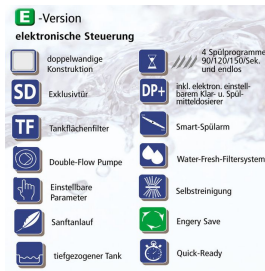 E -Version
elektronische Steuerung
doppelwandige
Konstruktion
4 Spülprogramme
90/120/150/Sek.
und endlos
SD
Exklusivtür
DP+
inkl. elektron. einstell-
barem Klar- u. Spül-
mitteldosierer
TF
Tankflächenfilter
Smart-Spülarm
Double-Flow Pumpe
Water-Fresh-Filtersystem
Einstellbare
Parameter
Selbstreinigung
Sanftanlauf
Engery Save
tiefgezogener Tank
Quick-Ready